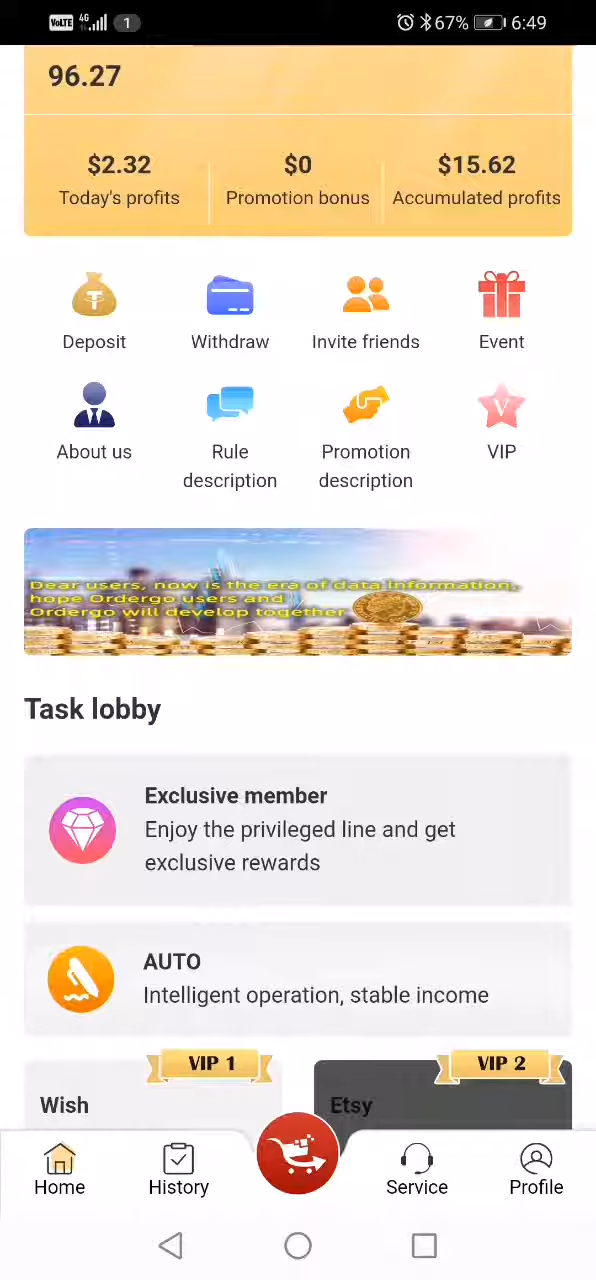 VoLTE 4G 1 67% 6:49
96.27
$2.32 $0 $15.62
Today's profits Promotion bonus Accumulated profits
Deposit Withdraw Invite friends Event
V
About us Rule Promotion VIP
description description
Dear users, now is the era of data information,
hope Ordergo users and
Ordergo will develop together
Task lobby
Exclusive member
Enjoy the privileged line and get
exclusive rewards
AUTO
Intelligent operation, stable income
VIP 1 VIP 2
Wish Etsy
Home History Service Profile